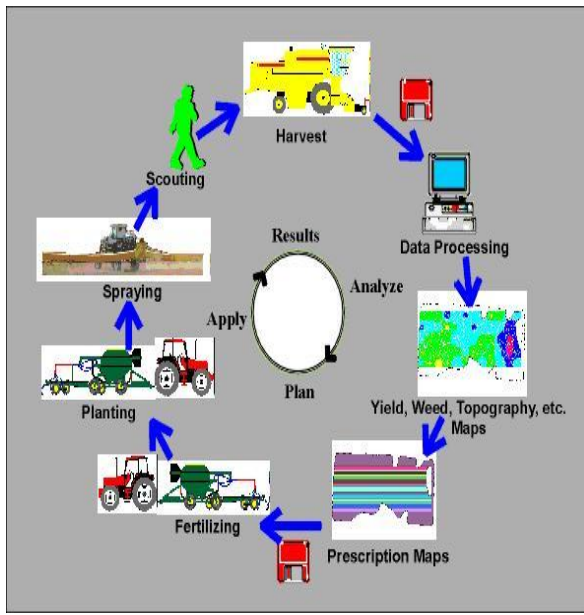 Harvest
Scouting
Data Processing
Spraying
Results
Analyze
Apply
Plan
Planting
Yield, Weed, Topography, etc.
Maps
Fertilizing
Prescription Maps